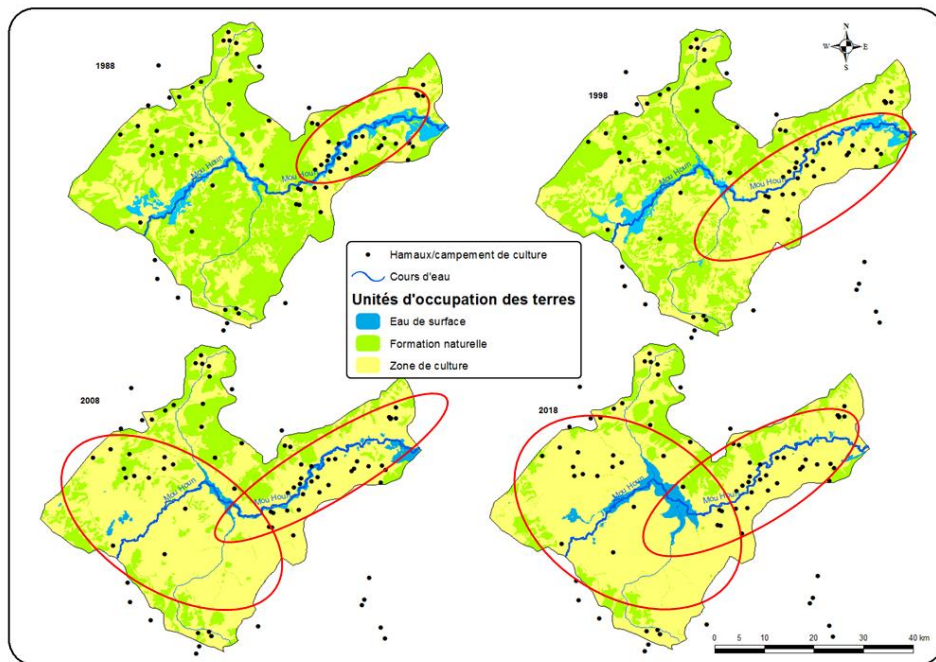 1988
Mou Houn
Mou Houn
N
W E
S
1998
Mou Houn
Mou Houn
Hamaux/campement de culture
Cours d'eau
Unités d'occupation des terres
Eau de surface
Formation naturelle
Zone de culture
2008
Mou Houn
Mou Houn
2018
Mou Houn
Mou Houn
0 5 10 20 30 40 km